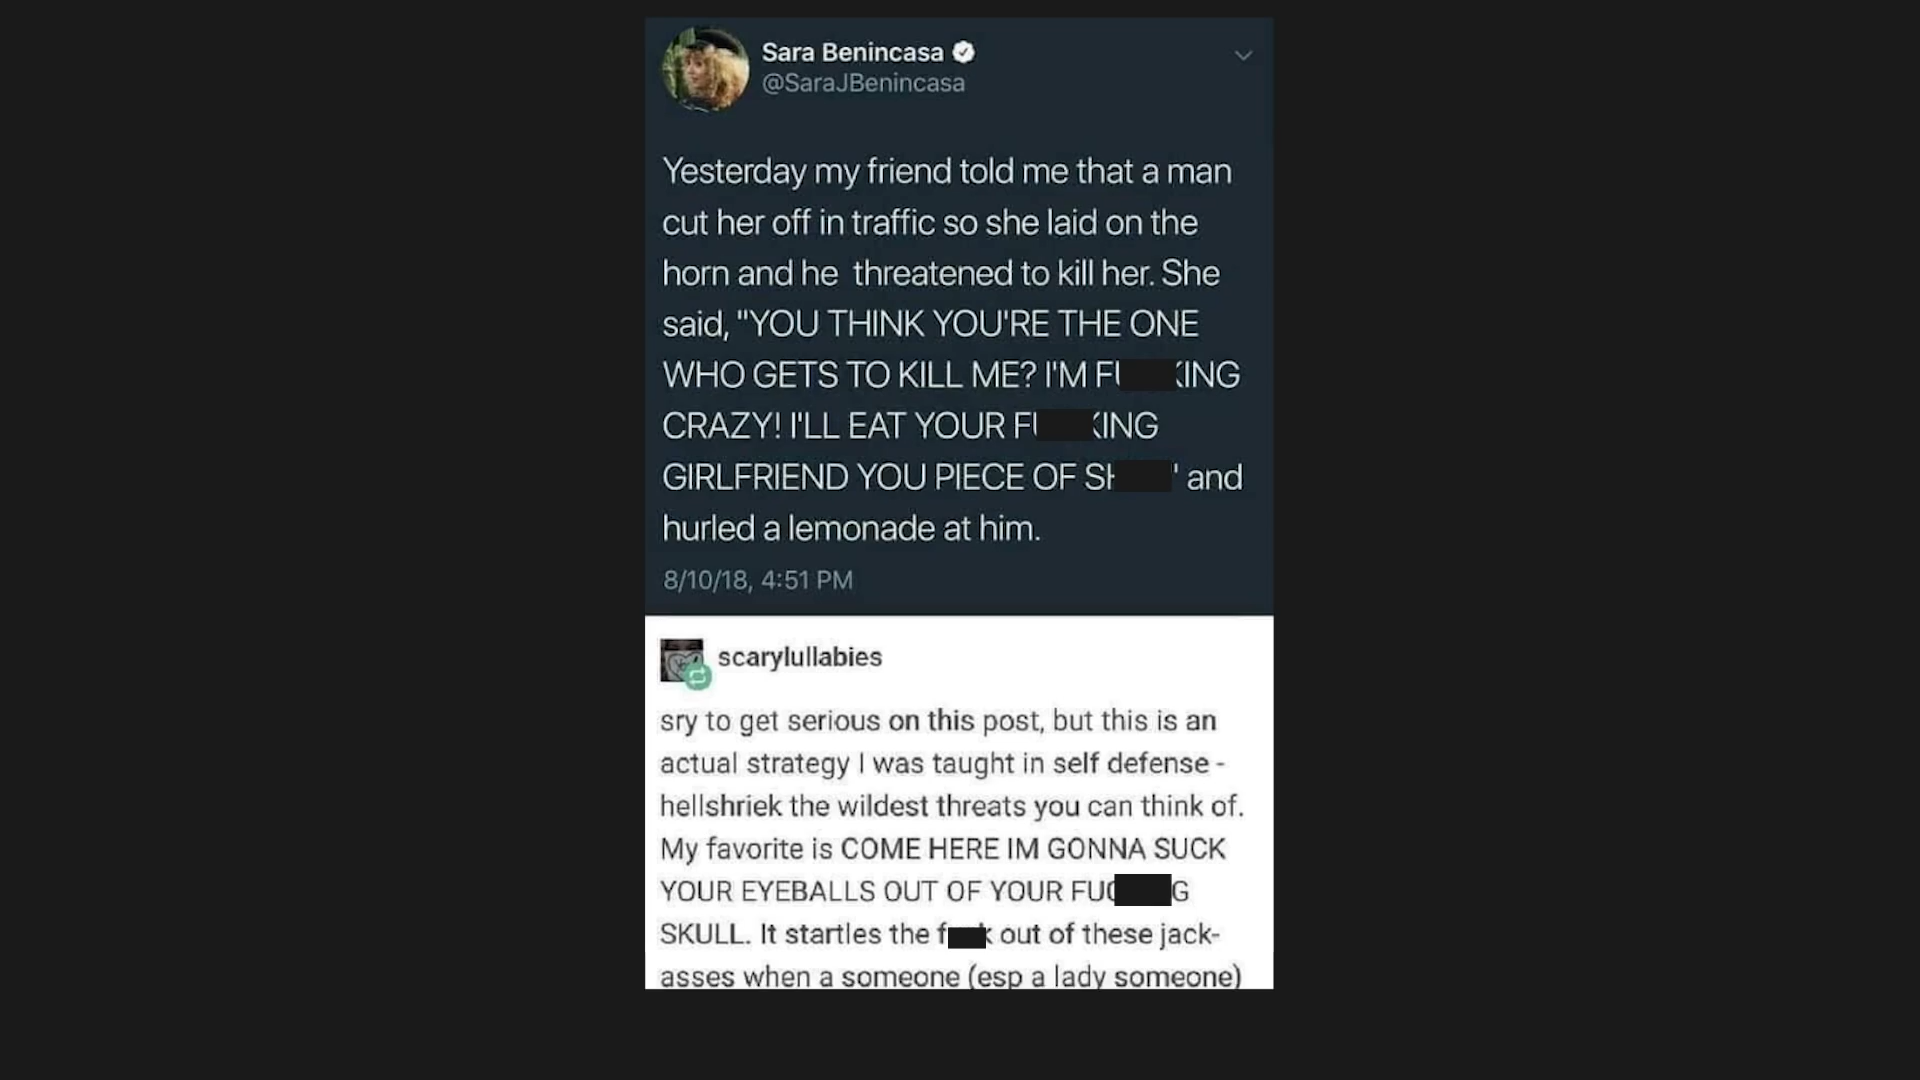 Sara Benincasa
@SaraJBenincasa
Yesterday my friend told me that a man
cut her off in traffic so she laid on the
horn and he threatened to kill her. She
said, "YOU THINK YOU'RE THE ONE
WHO GETS TO KILL ME? I'M FU KING
CRAZY! I'LL EAT YOUR FU KING
GIRLFRIEND YOU PIECE OF SH ' and
hurled a lemonade at him.
8/10/18, 4:51 PM
scarylullabies
sry to get serious on this post, but this is an
actual strategy I was taught in self defense -
hellshriek the wildest threats you can think of.
My favorite is COME HERE IM GONNA SUCK
YOUR EYEBALLS OUT OF YOUR FUC G
SKULL. It startles the f k out of these jack-
asses when a someone (esp a lady someone)